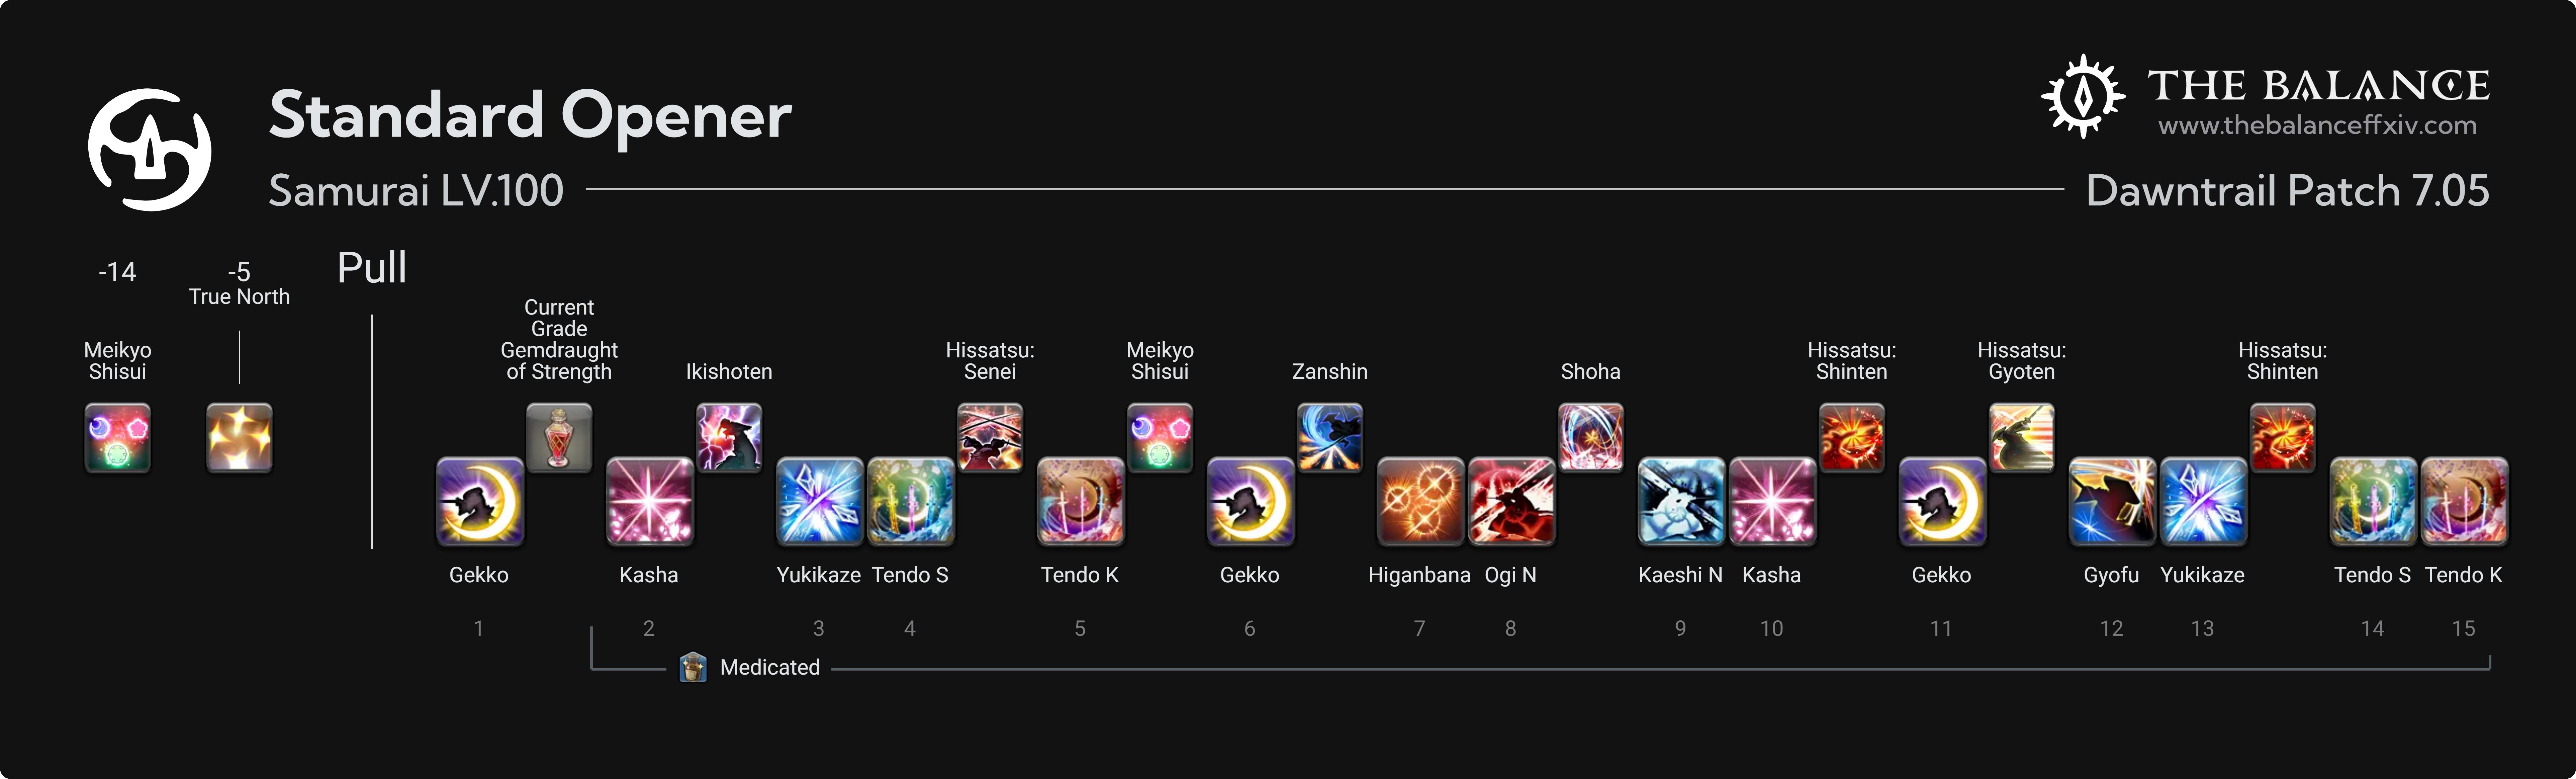 Standard Opener
THE BALANCE
www.thebalanceffxiv.com
Samurai LV.100
Dawntrail Patch 7.05
-14
-5
True North
Pull
Meikyo
Shisui
Current
Grade
Gemdraught
of Strength
Ikishoten
Hissatsu:
Senei
Meikyo
Shisui
Zanshin
Shoha
Hissatsu:
Shinten
Hissatsu:
Gyoten
Hissatsu:
Shinten
Gekko
Kasha
Yukikaze
Tendo S
Tendo K
Gekko
Higanbana
Ogi N
Kaeshi N
Kasha
Gekko
Gyofu
Yukikaze
Tendo S
Tendo K
1
2
3
4
5
6
7
8
9
10
11
12
13
14
15
Medicated